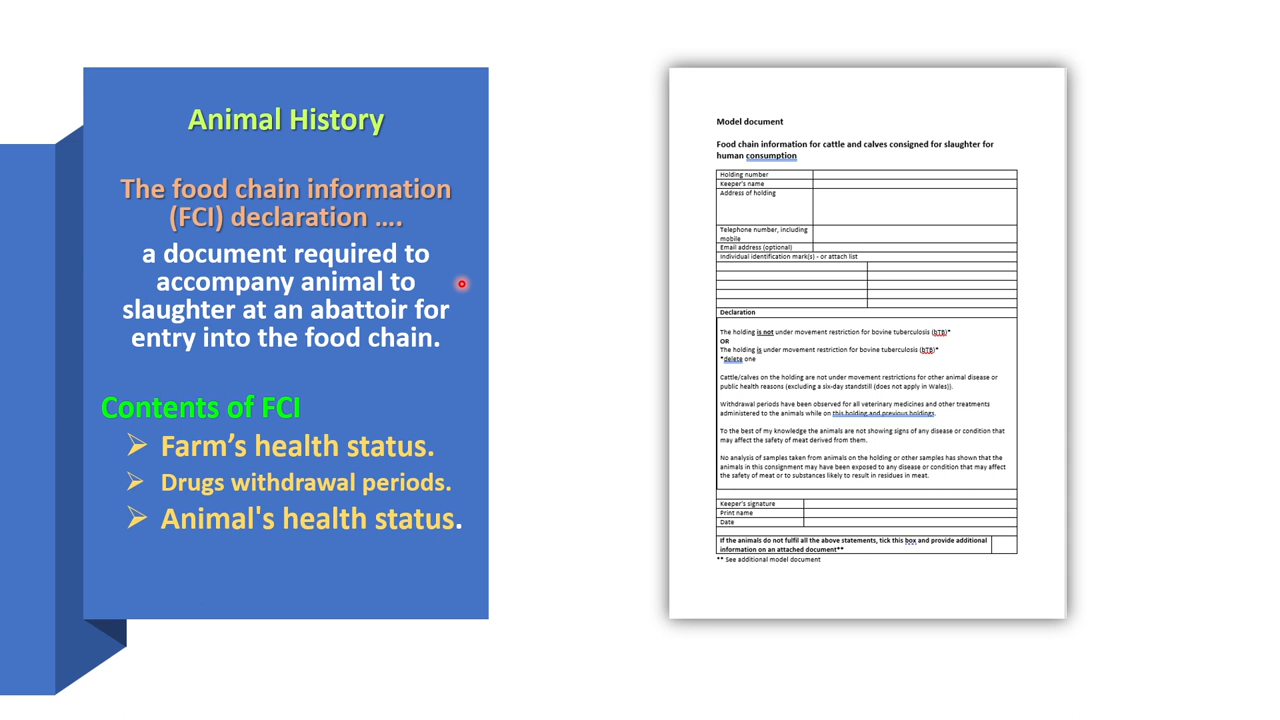 Animal History
The food chain information
(FCI) declaration ....
a document required to
accompany animal to
slaughter at an abattoir for
entry into the food chain.
Contents of FCI
Farm’s health status.
Drugs withdrawal periods.
Animal's health status.
Model document
Food chain information for cattle and calves consigned for slaughter for
human consumption
Holding number
Keeper's name
Address of holding
Telephone number, including
mobile
Email address (optional)
Individual identification mark(s) - or attach list
Declaration
The holding is not under movement restriction for bovine tuberculosis (bTB)*
OR
The holding is under movement restriction for bovine tuberculosis (bTB)*
*delete one
Cattle/calves on the holding are not under movement restrictions for other animal disease or
public health reasons (excluding a six-day standstill (does not apply in Wales)).
Withdrawal periods have been observed for all veterinary medicines and other treatments
administered to the animals while on this holding and previous holdings.
To the best of my knowledge the animals are not showing signs of any disease or condition that
may affect the safety of meat derived from them.
No analysis of samples taken from animals on the holding or other samples has shown that the
animals in this consignment may have been exposed to any disease or condition that may affect
the safety of meat or to substances likely to result in residues in meat.
Keeper's signature
Print name
Date
If the animals do not fulfil all the above statements, tick this box and provide additional
information on an attached document**
** See additional model document